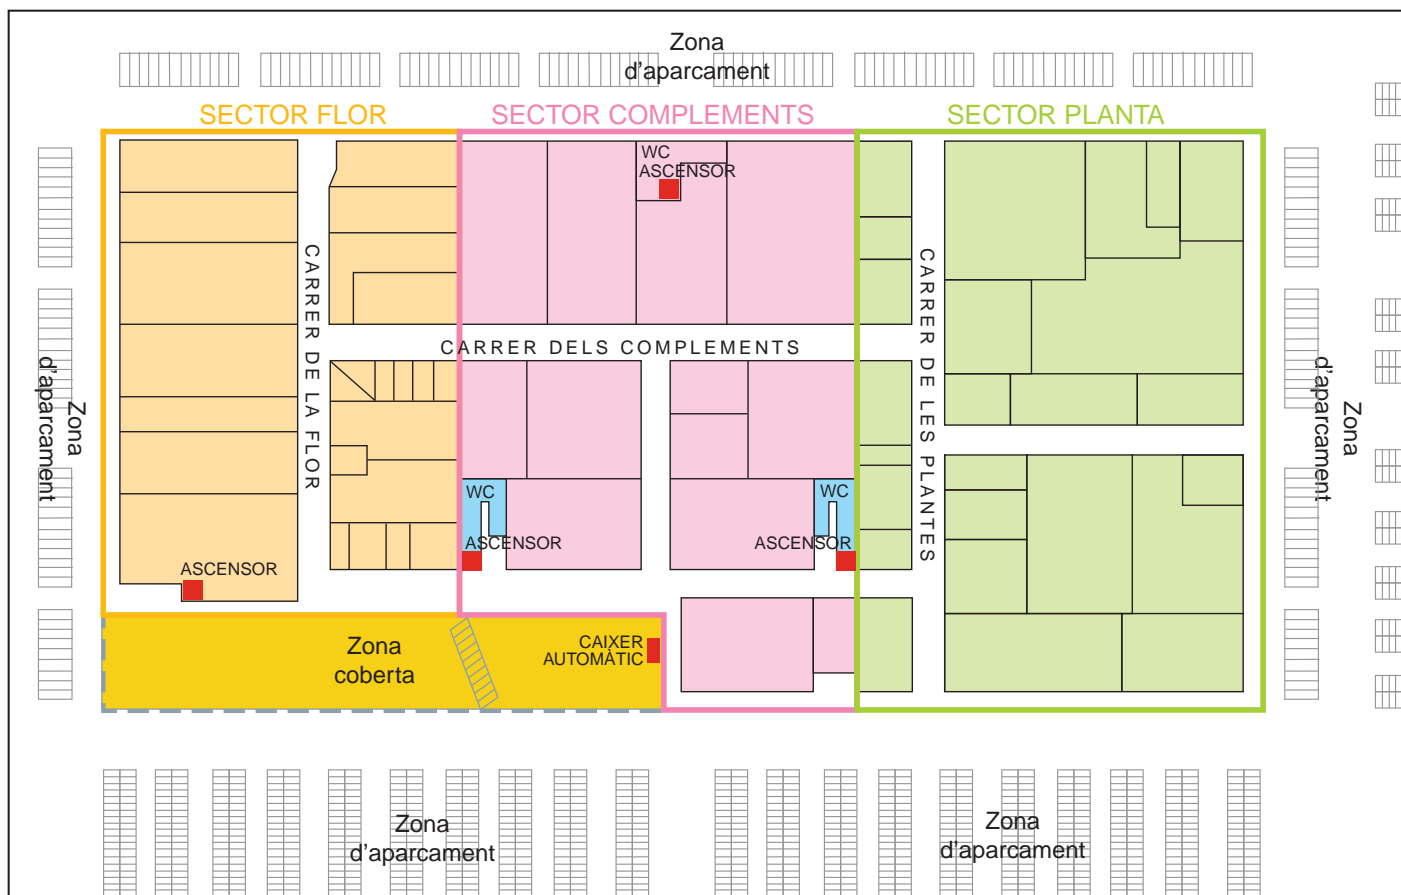 Zona
d'aparcament
SECTOR FLOR
SECTOR COMPLEMENTS
SECTOR PLANTA
WC
ASCENSOR
CARRER DE LA FLOR
CARRER DELS COMPLEMENTS
CARRER DE LES PLANTES
Zona
d'aparcament
Zona
d'aparcament
WC
ASCENSOR
WC
ASCENSOR
ASCENSOR
Zona
coberta
CAIXER
AUTOMÀTIC
Zona
d'aparcament
Zona
d'aparcament